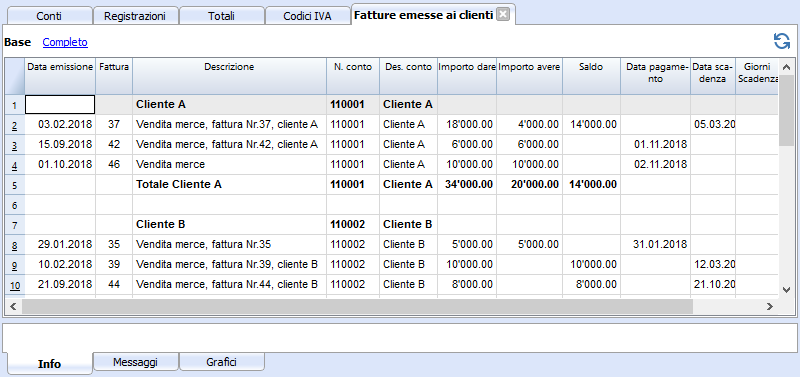 Conti Registrazioni Totali Codici IVA Fatture emesse ai clienti
Base Completo
Data emissione Fattura Descrizione N. conto Des. conto Importo dare Importo avere Saldo Data pagame- Data sca- Giorni
nto denza Scadenza
1 Cliente A 110001 Cliente A
2 03.02.2018 37 Vendita merce, fattura Nr.37, cliente A 110001 Cliente A 18'000.00 4'000.00 14'000.00 05.03.20
3 15.09.2018 42 Vendita merce, fattura Nr.42, cliente A 110001 Cliente A 6'000.00 6'000.00 01.11.2018
4 01.10.2018 46 Vendita merce 110001 Cliente A 10'000.00 10'000.00 02.11.2018
5 Totale Cliente A 110001 Cliente A 34'000.00 20'000.00 14'000.00
6
7 Cliente B 110002 Cliente B
8 29.01.2018 35 Vendita merce, fattura Nr.35 110002 Cliente B 5'000.00 5'000.00 31.01.2018
9 10.02.2018 39 Vendita merce, fattura Nr.39, cliente B 110002 Cliente B 10'000.00 10'000.00 12.03.20
10 21.09.2018 44 Vendita merce, fattura Nr.44, cliente B 110002 Cliente B 8'000.00 8'000.00 21.10.20
Info Messaggi Grafici